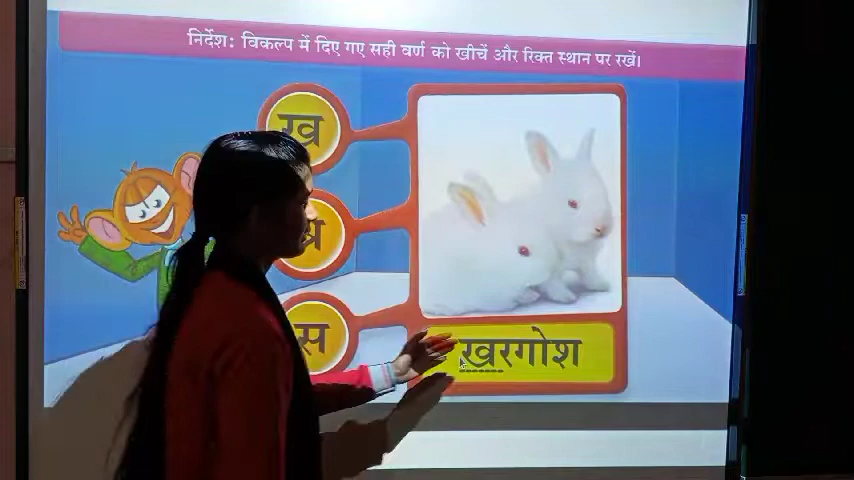 निर्देश: विकल्प में दिए गए सही वर्ण को खींचें और रिक्त स्थान पर रखें।
ख
स
खरगोश